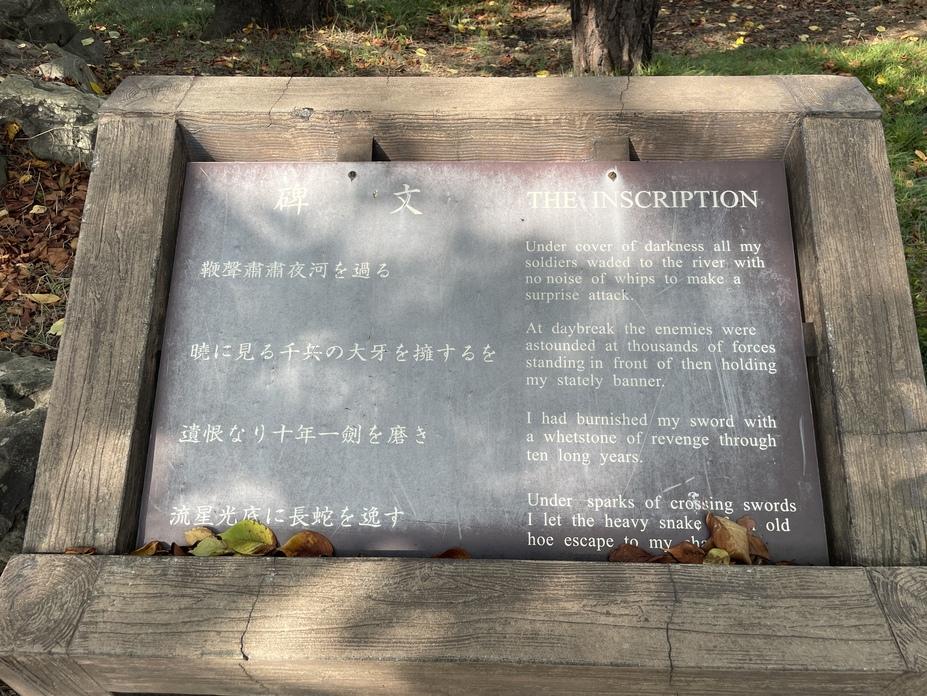 碑文
鞭聲肅肅夜河を過る
曉に見る千兵の大牙を擁するを
遺恨なり十年一劍を磨き
流星光底に長蛇を逸す
THE INSCRIPTION
Under cover of darkness all my
soldiers waded to the river with
no noise of whips to make a
surprise attack.
At daybreak the enemies were
astounded at thousands of forces
standing in front of then holding
my stately banner.
I had burnished my sword with
a whetstone of revenge through
ten long years.
Under sparks of crossing swords
I let the heavy snake old
hoe escape to my